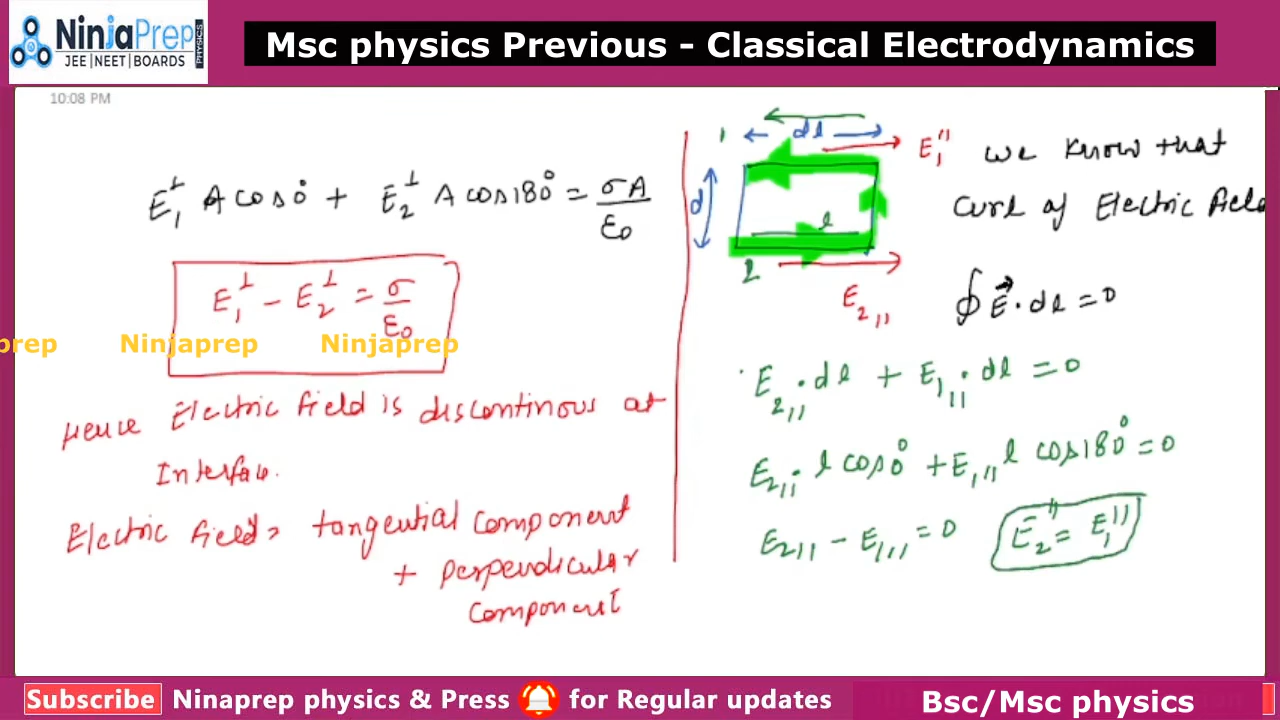 NinjaPrep
JEE | NEET | BOARDS
PHYSICS
Msc physics Previous - Classical Electrodynamics
10:08 PM
E₁^⊥ A cos0° + E₂^⊥ A cos180° = σA/ε₀
E₁^⊥ - E₂^⊥ = σ/ε₀
prep Ninjaprep Ninjaprep
Hence Electric field is discontinous at
Interface.
Electric field = tangential component
+ perpendicular
component
1
dl
E₁^||
d
l
2
E₂||
we know that
curl of Electric field
∮E⃗·dl = 0
E₂||·dl + E₁||·dl = 0
E₂||·l cos0° + E₁|| l cos180° = 0
E₂|| - E₁|| = 0
E₂^|| = E₁^||
Subscribe Ninaprep physics & Press for Regular updates
Bsc/Msc physics